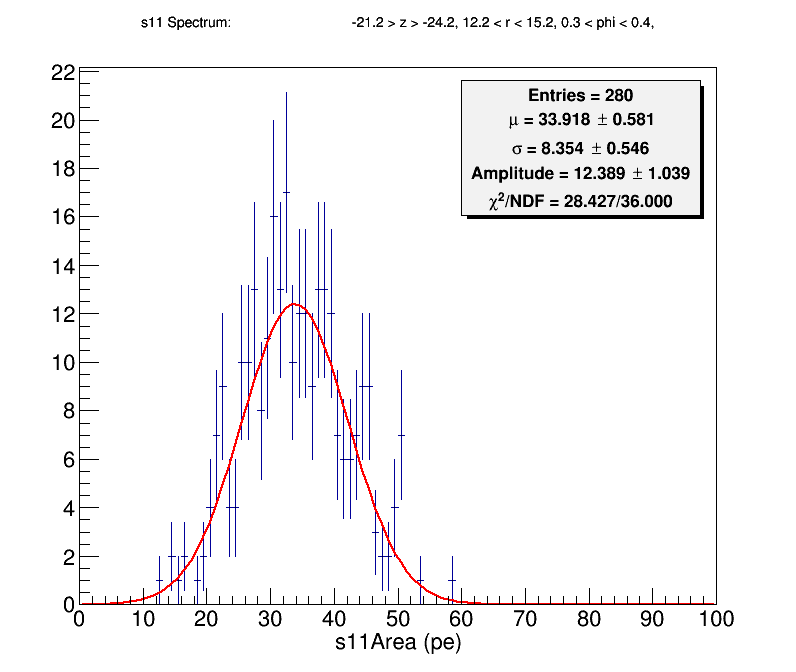 s11 Spectrum: -21.2 > z > -24.2, 12.2 < r < 15.2, 0.3 < phi < 0.4,
Entries = 280
μ = 33.918 ± 0.581
σ = 8.354 ± 0.546
Amplitude = 12.389 ± 1.039
χ²/NDF = 28.427/36.000
22
20
18
16
14
12
10
8
6
4
2
0
0 10 20 30 40 50 60 70 80 90 100
s11Area (pe)